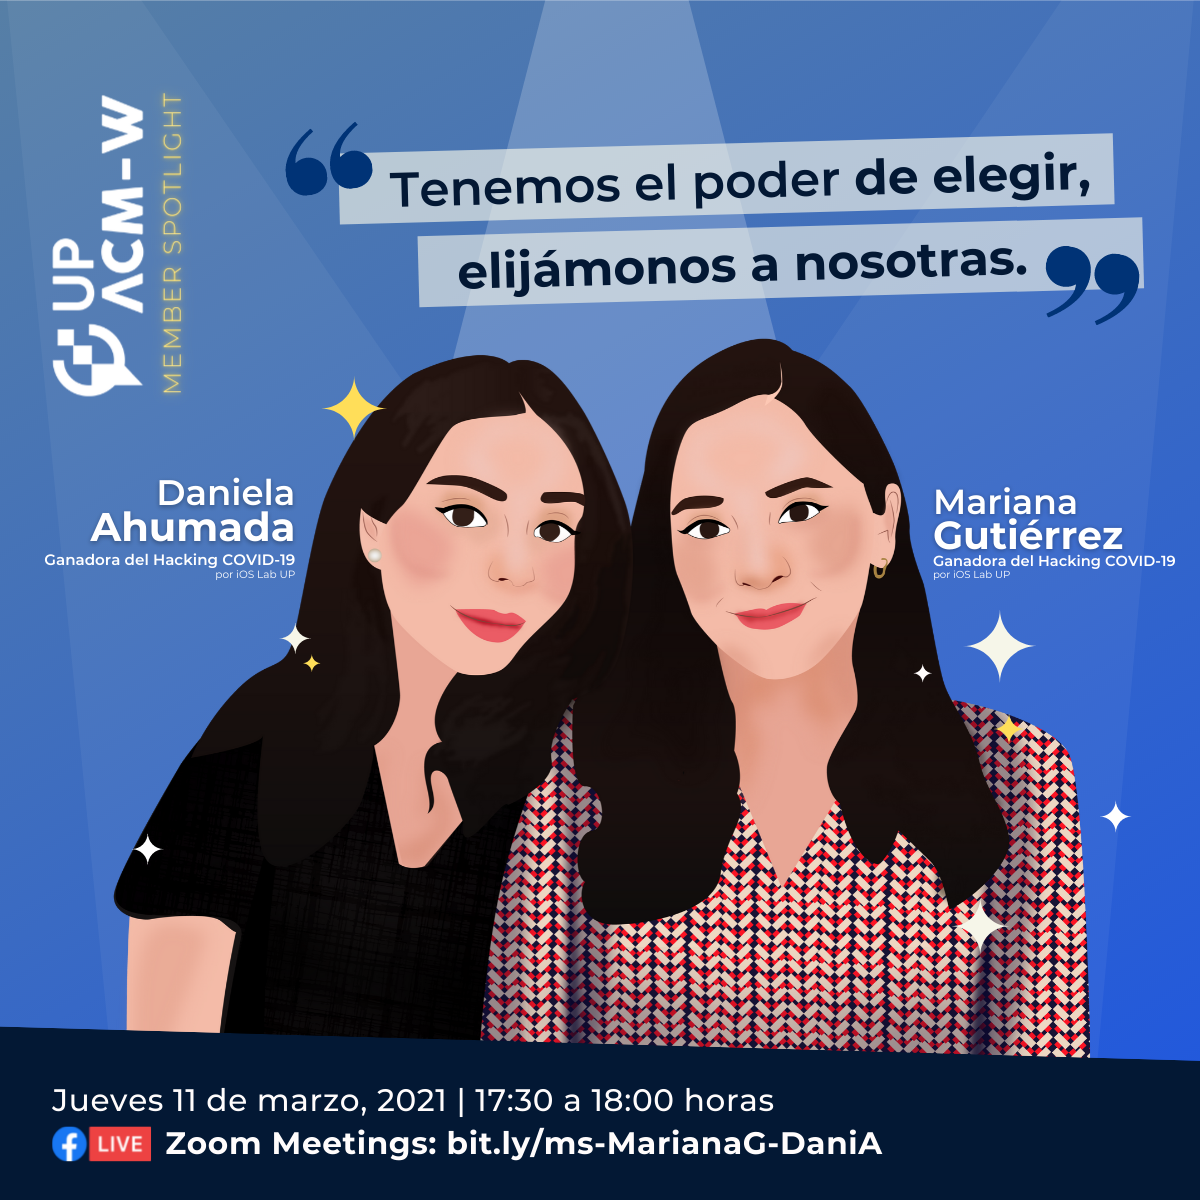 UP
ACM-W
MEMBER SPOTLIGHT
“Tenemos el poder de elegir,
elijámonos a nosotras.”
Daniela
Ahumada
Ganadora del Hacking COVID-19
por iOS Lab UP
Mariana
Gutiérrez
Ganadora del Hacking COVID-19
por iOS Lab UP
Jueves 11 de marzo, 2021 | 17:30 a 18:00 horas
f LIVE Zoom Meetings: bit.ly/ms-MarianaG-DaniA